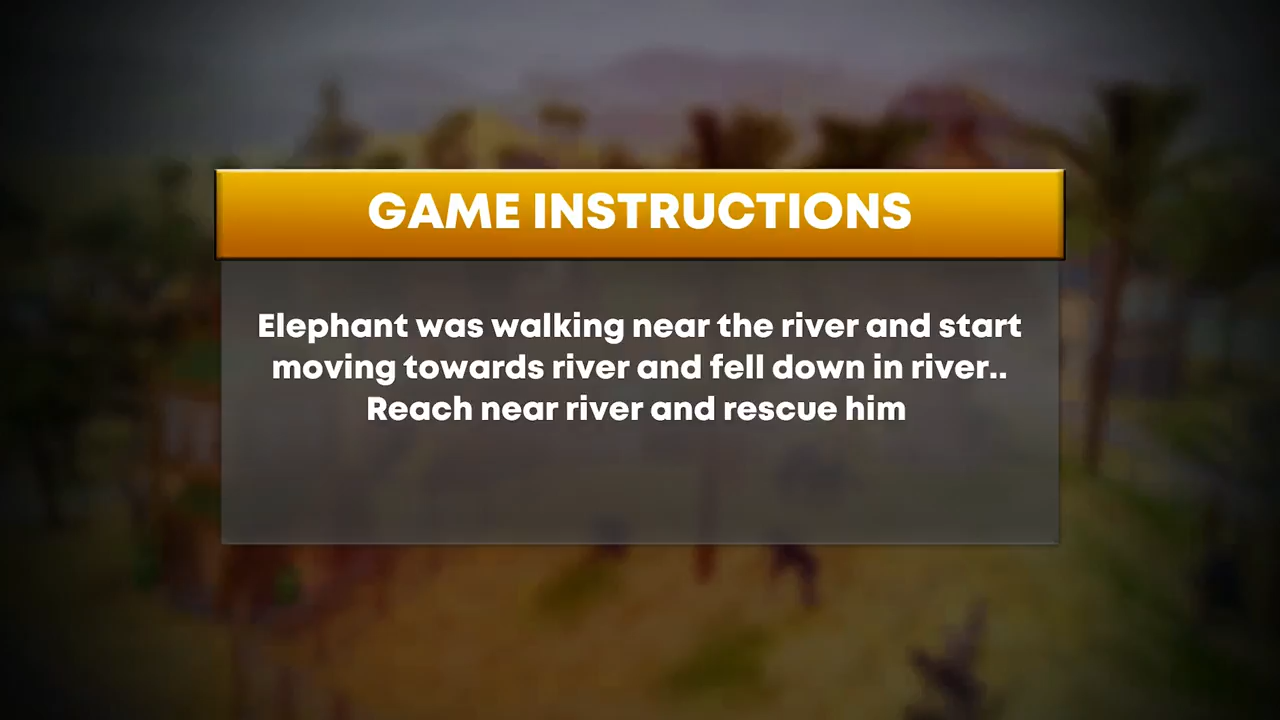 GAME INSTRUCTIONS
Elephant was walking near the river and start
moving towards river and fell down in river..
Reach near river and rescue him